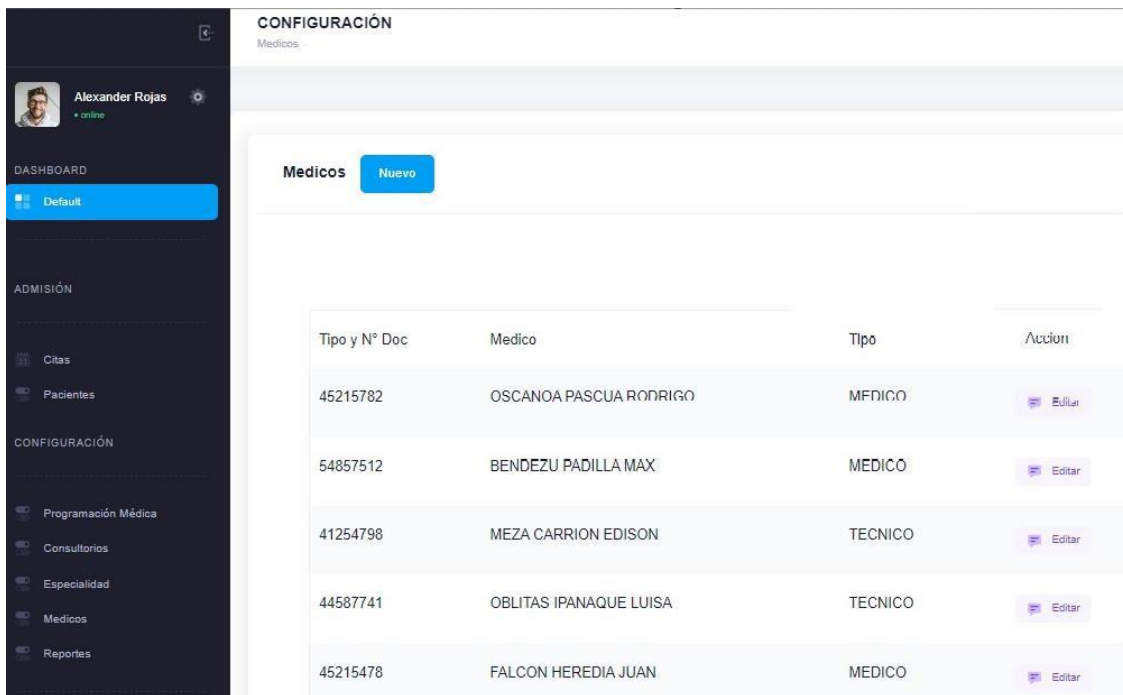 CONFIGURACIÓN
Medicos
Alexander Rojas
• online
DASHBOARD
Default
ADMISIÓN
Citas
Pacientes
CONFIGURACIÓN
Programación Médica
Consultorios
Especialidad
Medicos
Reportes
Medicos Nuevo
Tipo y N° Doc Medico Tipo Accion
45215782 OSCANOA PASCUA RODRIGO MEDICO Editar
54857512 BENDEZU PADILLA MAX MEDICO Editar
41254798 MEZA CARRION EDISON TECNICO Editar
44587741 OBLITAS IPANAQUE LUISA TECNICO Editar
45215478 FALCON HEREDIA JUAN MEDICO Editar